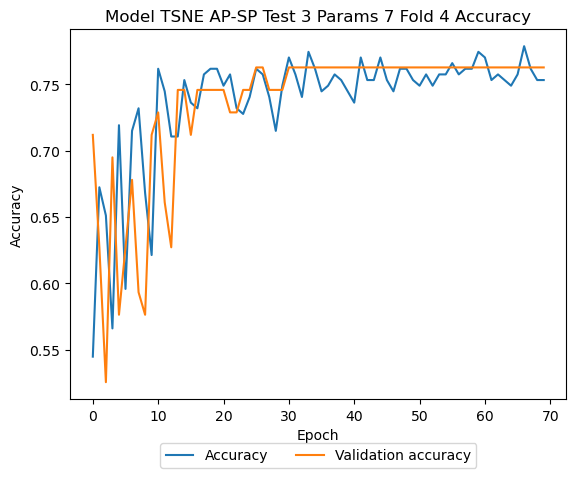 Model TSNE AP-SP Test 3 Params 7 Fold 4 Accuracy
0.75
0.70
0.65
0.60
0.55
Accuracy
0 10 20 30 40 50 60 70
Epoch
Accuracy Validation accuracy